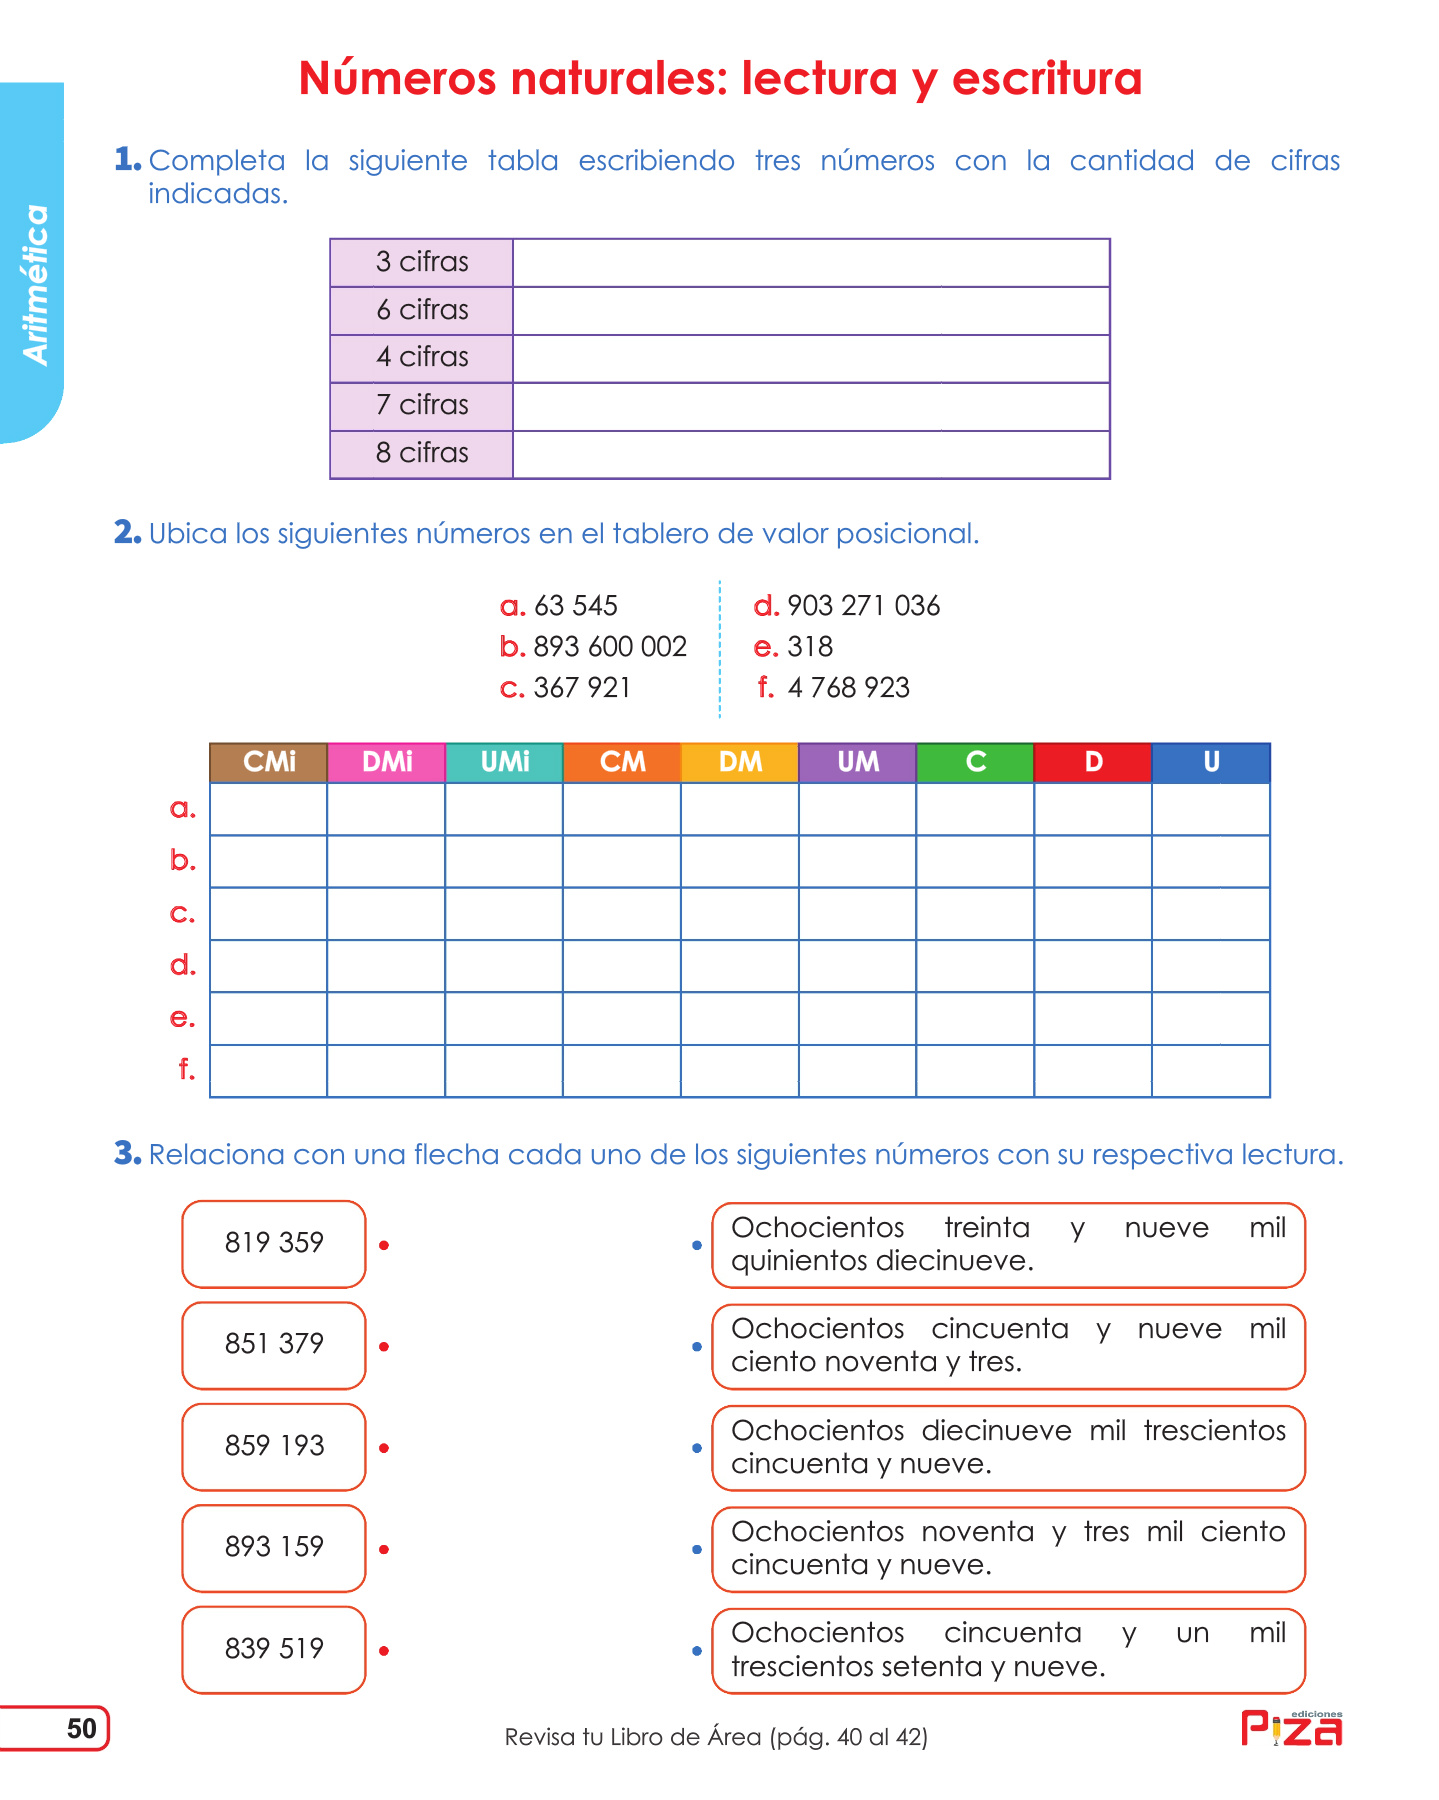 Números naturales: lectura y escritura
Aritmética
1. Completa la siguiente tabla escribiendo tres números con la cantidad de cifras
indicadas.
3 cifras
6 cifras
4 cifras
7 cifras
8 cifras
2. Ubica los siguientes números en el tablero de valor posicional.
a. 63 545
b. 893 600 002
c. 367 921
d. 903 271 036
e. 318
f. 4 768 923
CMi DMi UMi CM DM UM C D U
a.
b.
c.
d.
e.
f.
3. Relaciona con una flecha cada uno de los siguientes números con su respectiva lectura.
819 359
851 379
859 193
893 159
839 519
Ochocientos treinta y nueve mil
quinientos diecinueve.
Ochocientos cincuenta y nueve mil
ciento noventa y tres.
Ochocientos diecinueve mil trescientos
cincuenta y nueve.
Ochocientos noventa y tres mil ciento
cincuenta y nueve.
Ochocientos cincuenta y un mil
trescientos setenta y nueve.
50
Revisa tu Libro de Área (pág. 40 al 42)
ediciones
Piza